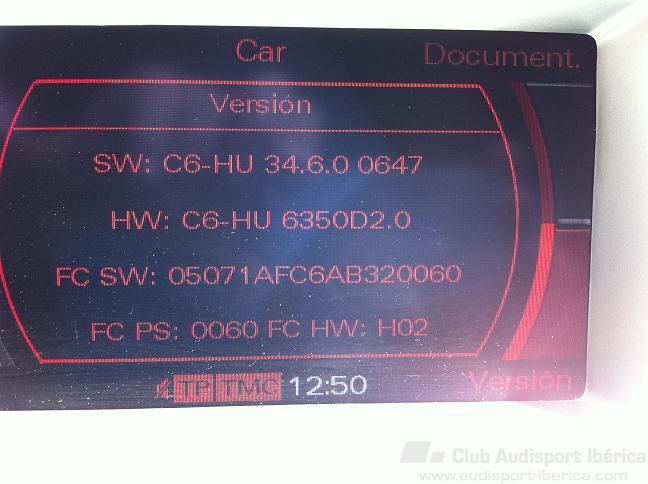 Car
Document.
Versión
SW: C6-HU 34.6.0 0647
HW: C6-HU 6350D2.0
FC SW: 05071AFC6AB320060
FC PS: 0060 FC HW: H02
TP TMC 12:50
Versión
Club Audisport Ibérica
www.audisport-iberica.com